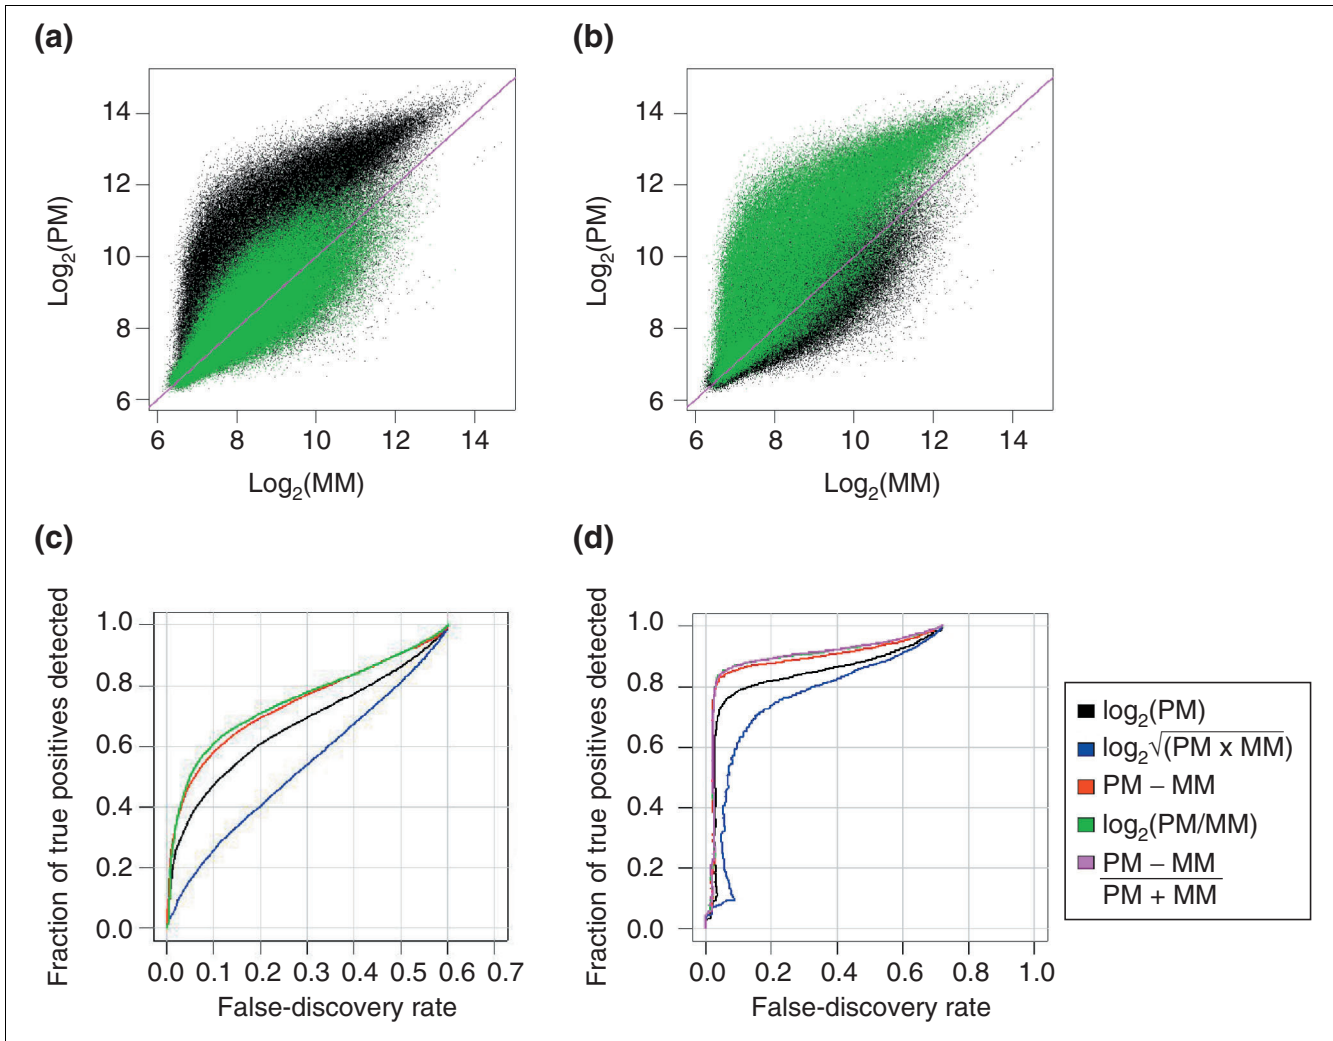 (a)
(b)
14
12
10
8
6
Log2(PM)
6 8 10 12 14
Log2(MM)
14
12
10
8
6
Log2(PM)
6 8 10 12 14
Log2(MM)
(c)
(d)
Fraction of true positives detected
1.0
0.8
0.6
0.4
0.2
0.0
0.0 0.1 0.2 0.3 0.4 0.5 0.6 0.7
False-discovery rate
Fraction of true positives detected
1.0
0.8
0.6
0.4
0.2
0.0
0.0 0.2 0.4 0.6 0.8 1.0
False-discovery rate
log2(PM)
log2√(PM x MM)
PM – MM
log2(PM/MM)
PM – MM
PM + MM